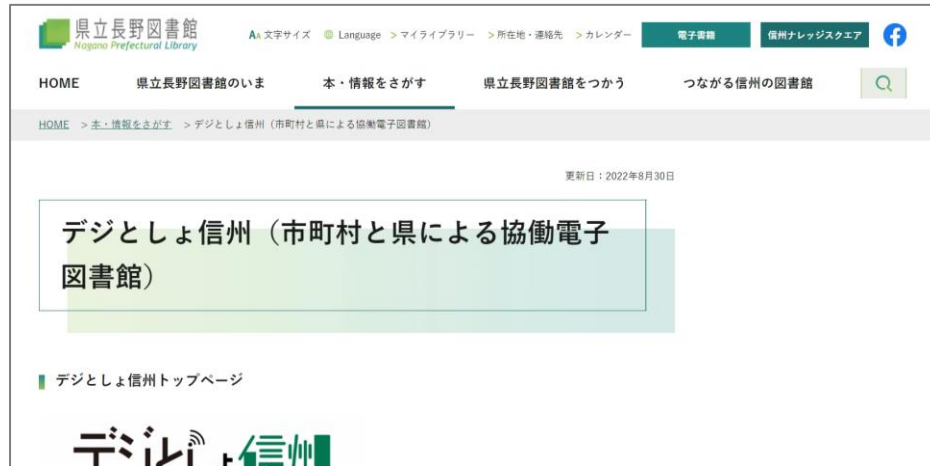 県立長野図書館
Nagano Prefectural Library
AA 文字サイズ Language >マイライブラリー >所在地・連絡先 >カレンダー 電子書籍 信州ナレッジスクエア
HOME 県立長野図書館のいま 本・情報をさがす 県立長野図書館をつかう つながる信州の図書館
HOME >本・情報をさがす >デジとしょ信州（市町村と県による協働電子図書館）
更新日：2022年8月30日
デジとしょ信州（市町村と県による協働電子
図書館）
デジとしょ信州トップページ
デジとしょ信州